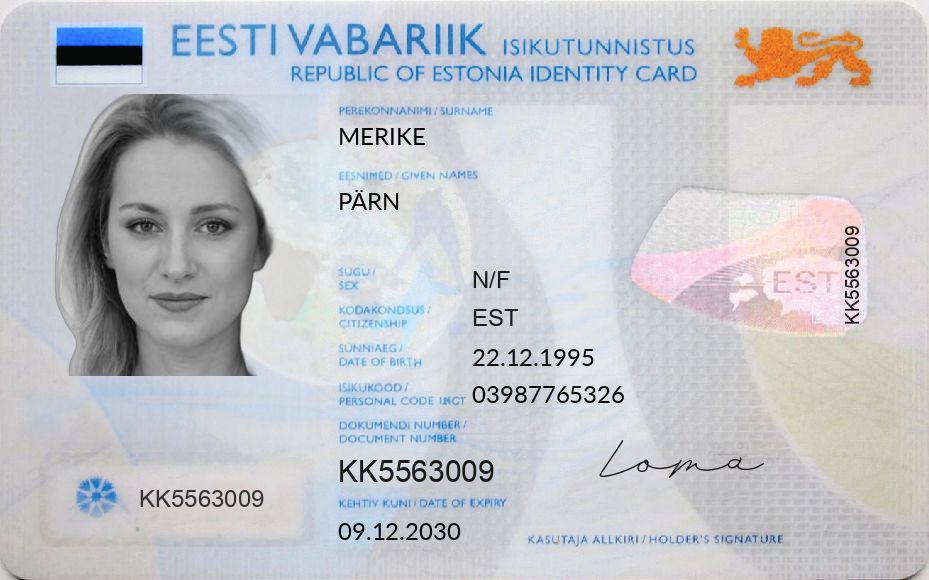 EESTI VABARIIK ISIKUTUNNISTUS
REPUBLIC OF ESTONIA IDENTITY CARD
PEREKONNANIMI / SURNAME
MERIKE
EESNIMED / GIVEN NAMES
PÄRN
SUGU /
SEX
N/F
KODAKONDSUS /
CITIZENSHIP
EST
SÜNNIAEG /
DATE OF BIRTH
22.12.1995
ISIKUKOOD /
PERSONAL CODE
03987765326
DOKUMENDI NUMBER /
DOCUMENT NUMBER
KK5563009
KEHTIV KUNI / DATE OF EXPIRY
09.12.2030
KK5563009
EST
KK5563009
Loma
KASUTAJA ALLKIRI / HOLDER'S SIGNATURE